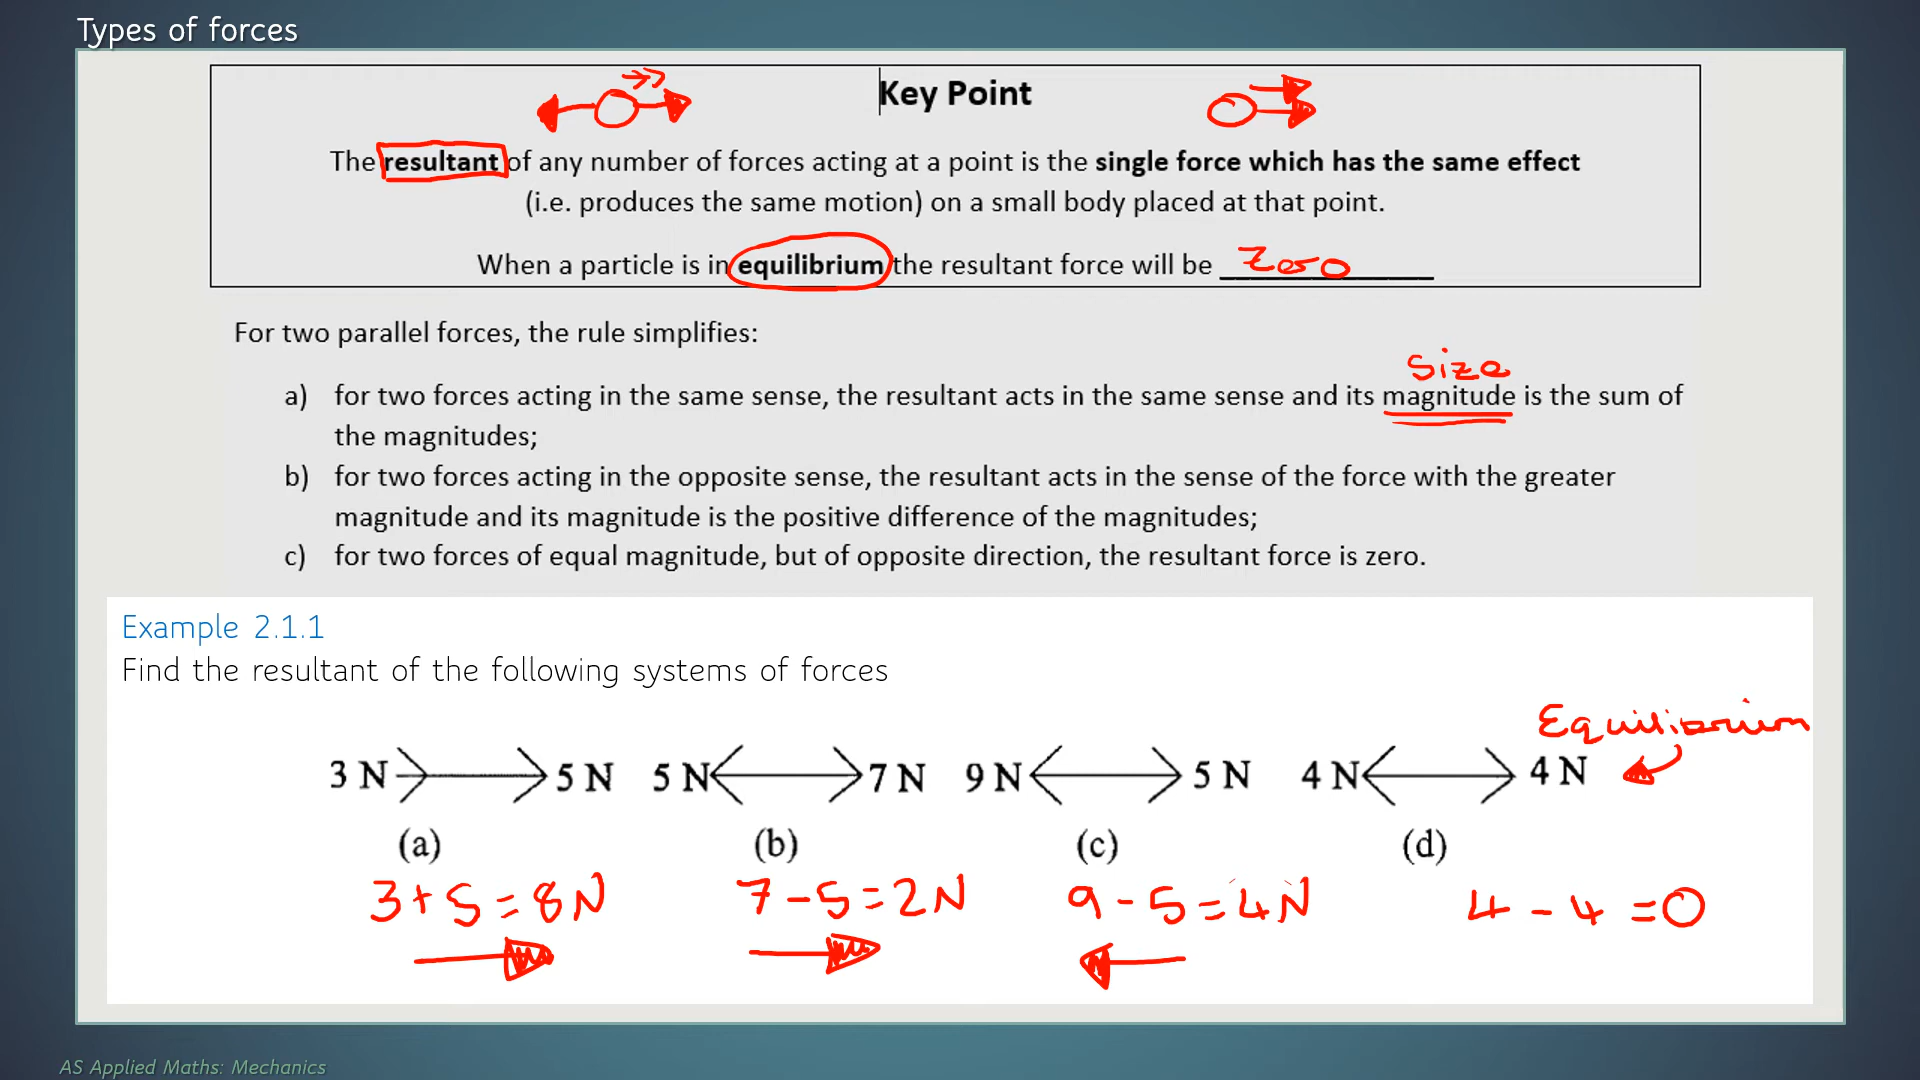 Types of forces
Key Point
The resultant of any number of forces acting at a point is the single force which has the same effect
(i.e. produces the same motion) on a small body placed at that point.
When a particle is in equilibrium the resultant force will be zero
For two parallel forces, the rule simplifies:
size
a) for two forces acting in the same sense, the resultant acts in the same sense and its magnitude is the sum of
the magnitudes;
b) for two forces acting in the opposite sense, the resultant acts in the sense of the force with the greater
magnitude and its magnitude is the positive difference of the magnitudes;
c) for two forces of equal magnitude, but of opposite direction, the resultant force is zero.
Example 2.1.1
Find the resultant of the following systems of forces
Equilibrium
3 N 5 N 5 N 7 N 9 N 5 N 4 N 4 N
(a) (b) (c) (d)
3+5=8N 7-5=2N 9-5=4N 4-4=0
AS Applied Maths: Mechanics